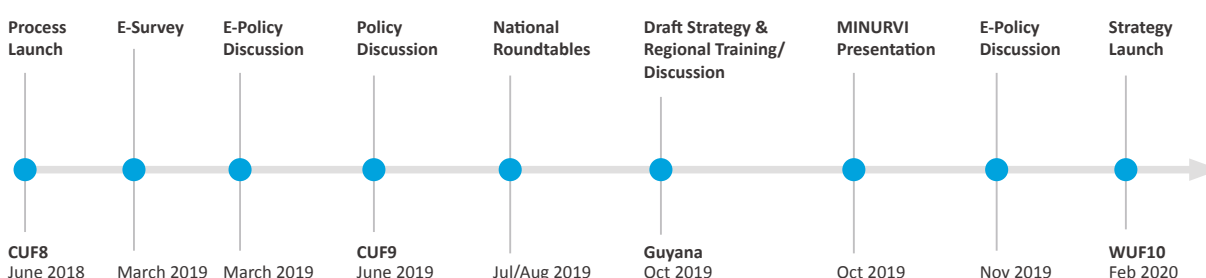 Process
Launch
E-Survey
E-Policy
Discussion
Policy
Discussion
National
Roundtables
Draft Strategy &
Regional Training/
Discussion
MINURVI
Presentation
E-Policy
Discussion
Strategy
Launch
CUF8
June 2018
March 2019
March 2019
CUF9
June 2019
Jul/Aug 2019
Guyana
Oct 2019
Oct 2019
Nov 2019
WUF10
Feb 2020